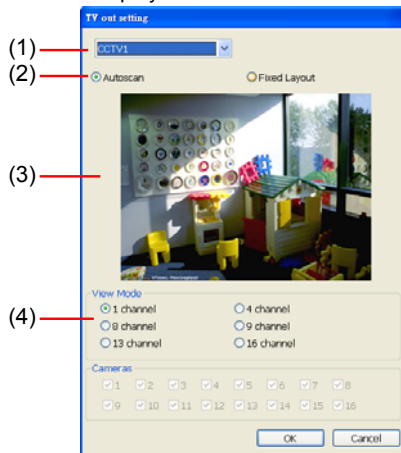 TV out setting
(1)
CCTV1
(2)
Autoscan Fixed Layout
(3)
View Mode
(4)
1 channel 4 channel
8 channel 9 channel
13 channel 16 channel
Cameras
1 2 3 4 5 6 7 8
9 10 11 12 13 14 15 16
OK Cancel